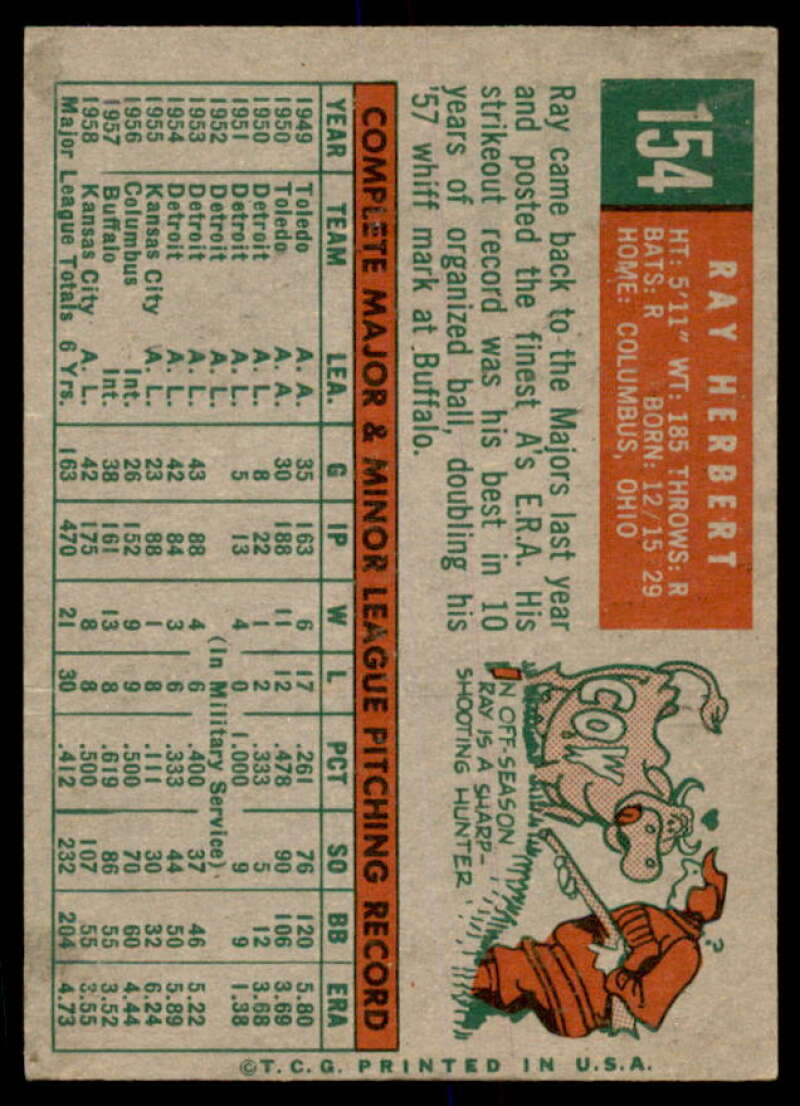 154
RAY HERBERT
HT: 5'11" WT: 185 THROWS: R
BATS: R BORN: 12/15 29
HOME: COLUMBUS, OHIO
Ray came back to the Majors last year
and posted the finest A's E.R.A. His
strikeout record was his best in 10
years of organized ball, doubling his
'57 whiff mark at Buffalo.
COW
?
IN OFF-SEASON
RAY IS A SHARP-
SHOOTING HUNTER
COMPLETE MAJOR & MINOR LEAGUE PITCHING RECORD
YEAR TEAM LEA. G IP W L PCT SO BB ERA
1949 Toledo A. A. 35 163 6 17 .261 76 120 5.80
1950 Toledo A. A. 30 188 11 12 .478 90 106 3.69
1950 Detroit A. L. 8 22 1 2 .333 5 12 3.68
1951 Detroit A. L. 5 13 4 0 1.000 9 9 1.38
1952 Detroit (In Military Service)
1953 Detroit A. L. 43 88 4 6 .400 37 46 5.22
1954 Detroit A. L. 42 84 3 6 .333 44 50 5.89
1955 Kansas City A. L. 23 88 1 8 .111 30 32 6.24
1956 Columbus Int. 26 152 9 9 .500 70 60 4.44
1957 Buffalo Int. 38 161 13 8 .619 86 55 3.52
1958 Kansas City A. L. 42 175 8 8 .500 107 55 3.55
Major League Totals 6 Yrs. 163 470 21 30 .412 232 204 4.73
©T.C.G. PRINTED IN U.S.A.